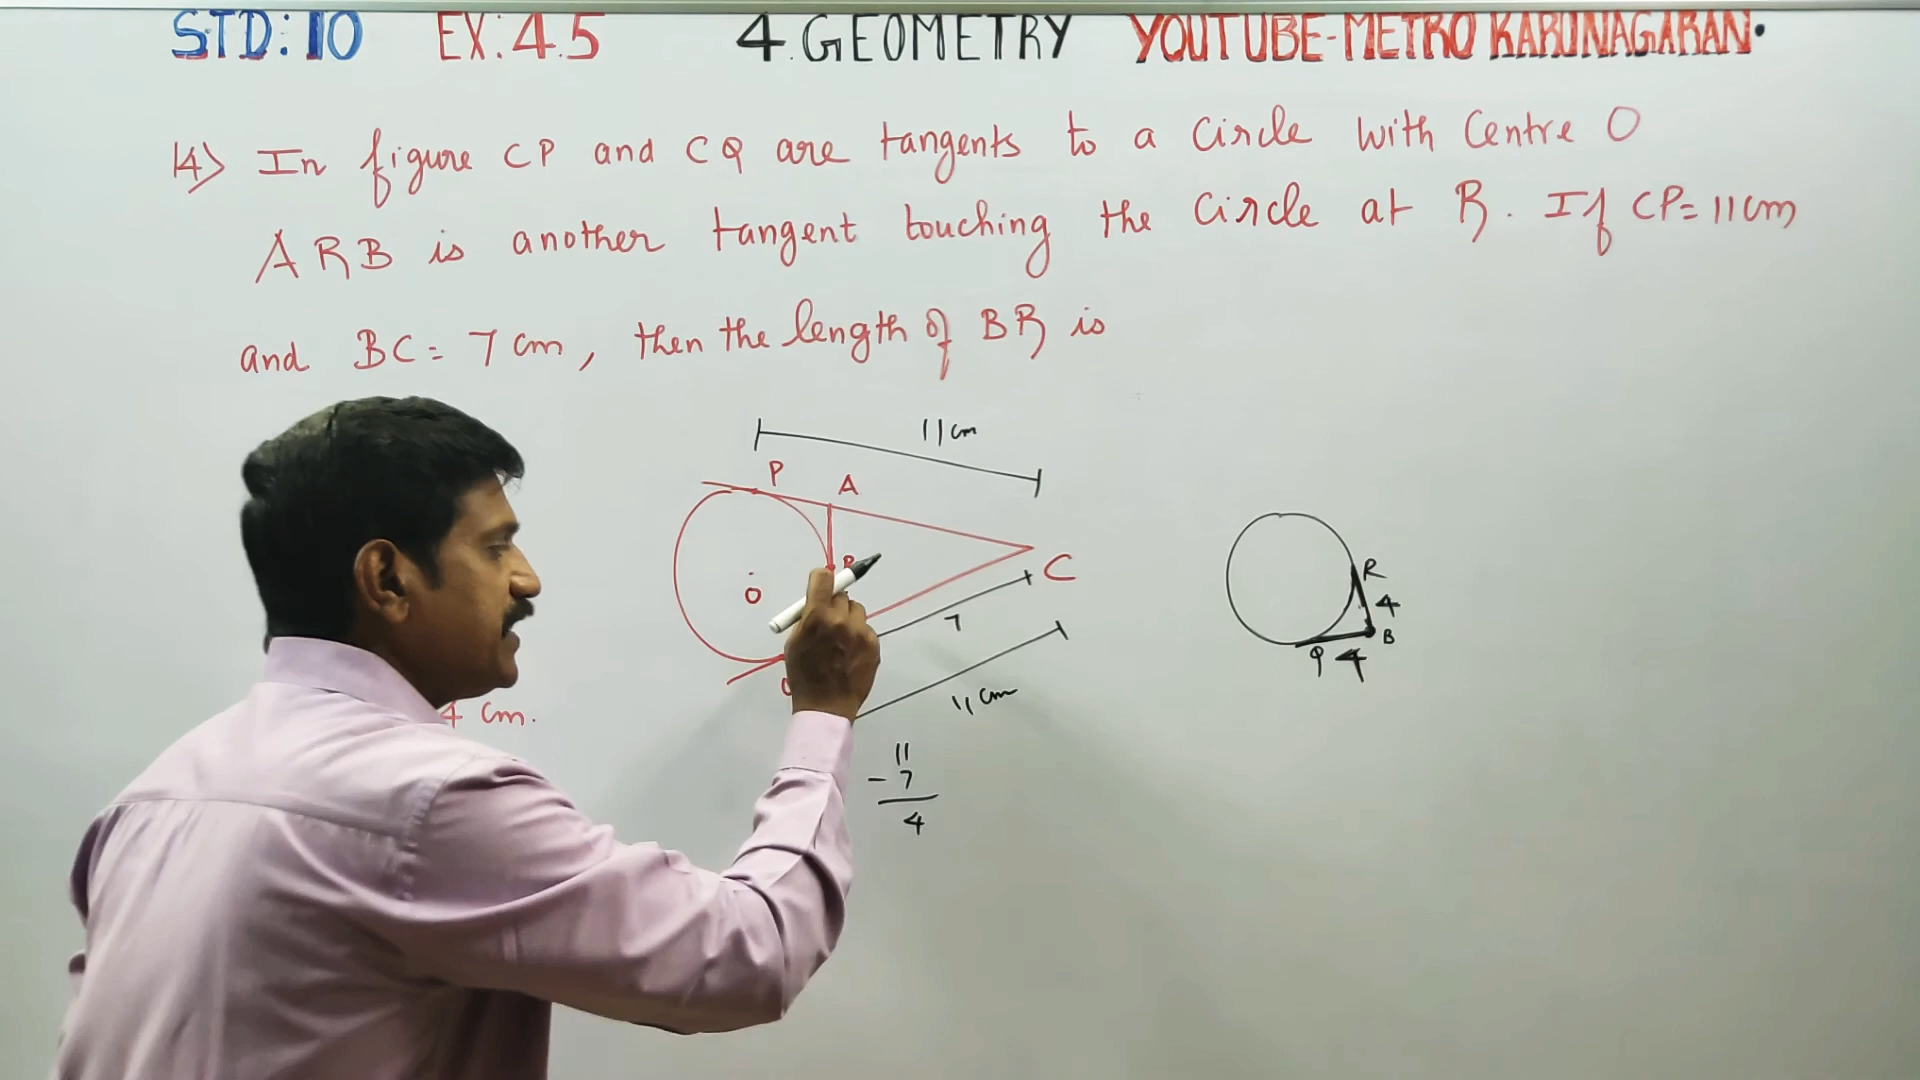 STD: 10 EX: 4.5 4. GEOMETRY YOUTUBE-METRO KARUNAGARAN.
14) In figure CP and CQ are tangents to a Circle with Centre O
ARB is another tangent touching the Circle at R. If CP= 11cm
and BC= 7cm, then the length of BR is
11cm
P A
C
O
R
7
4
B
Q 4
11 cm
4 cm.
11
- 7
4